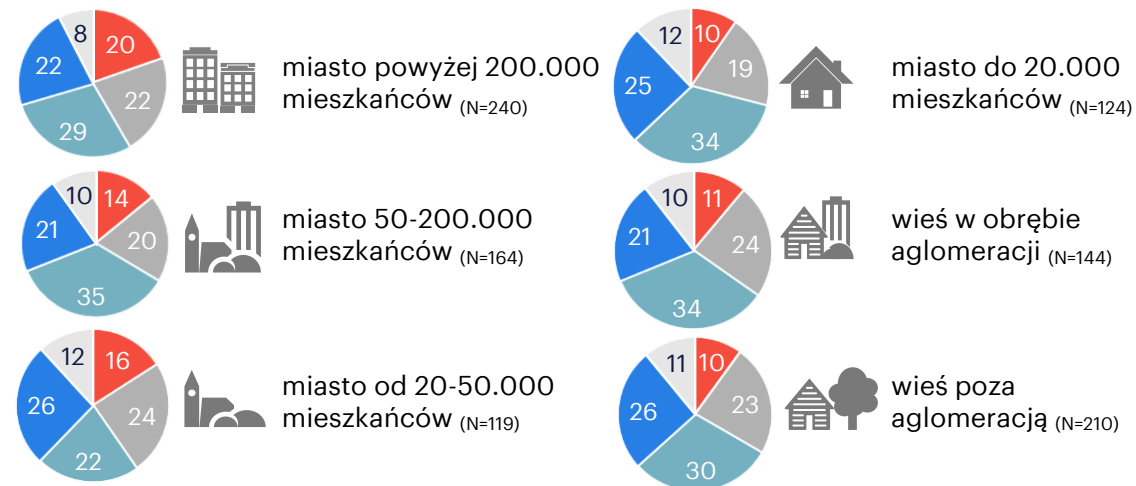 8
20
22
22
29
miasto powyżej 200.000
mieszkańców (N=240)
12
10
25
19
34
miasto do 20.000
mieszkańców (N=124)
10
14
21
20
35
miasto 50-200.000
mieszkańców (N=164)
10
11
21
24
34
wieś w obrębie
aglomeracji (N=144)
12
16
26
24
22
miasto od 20-50.000
mieszkańców (N=119)
11
10
26
23
30
wieś poza
aglomeracją (N=210)